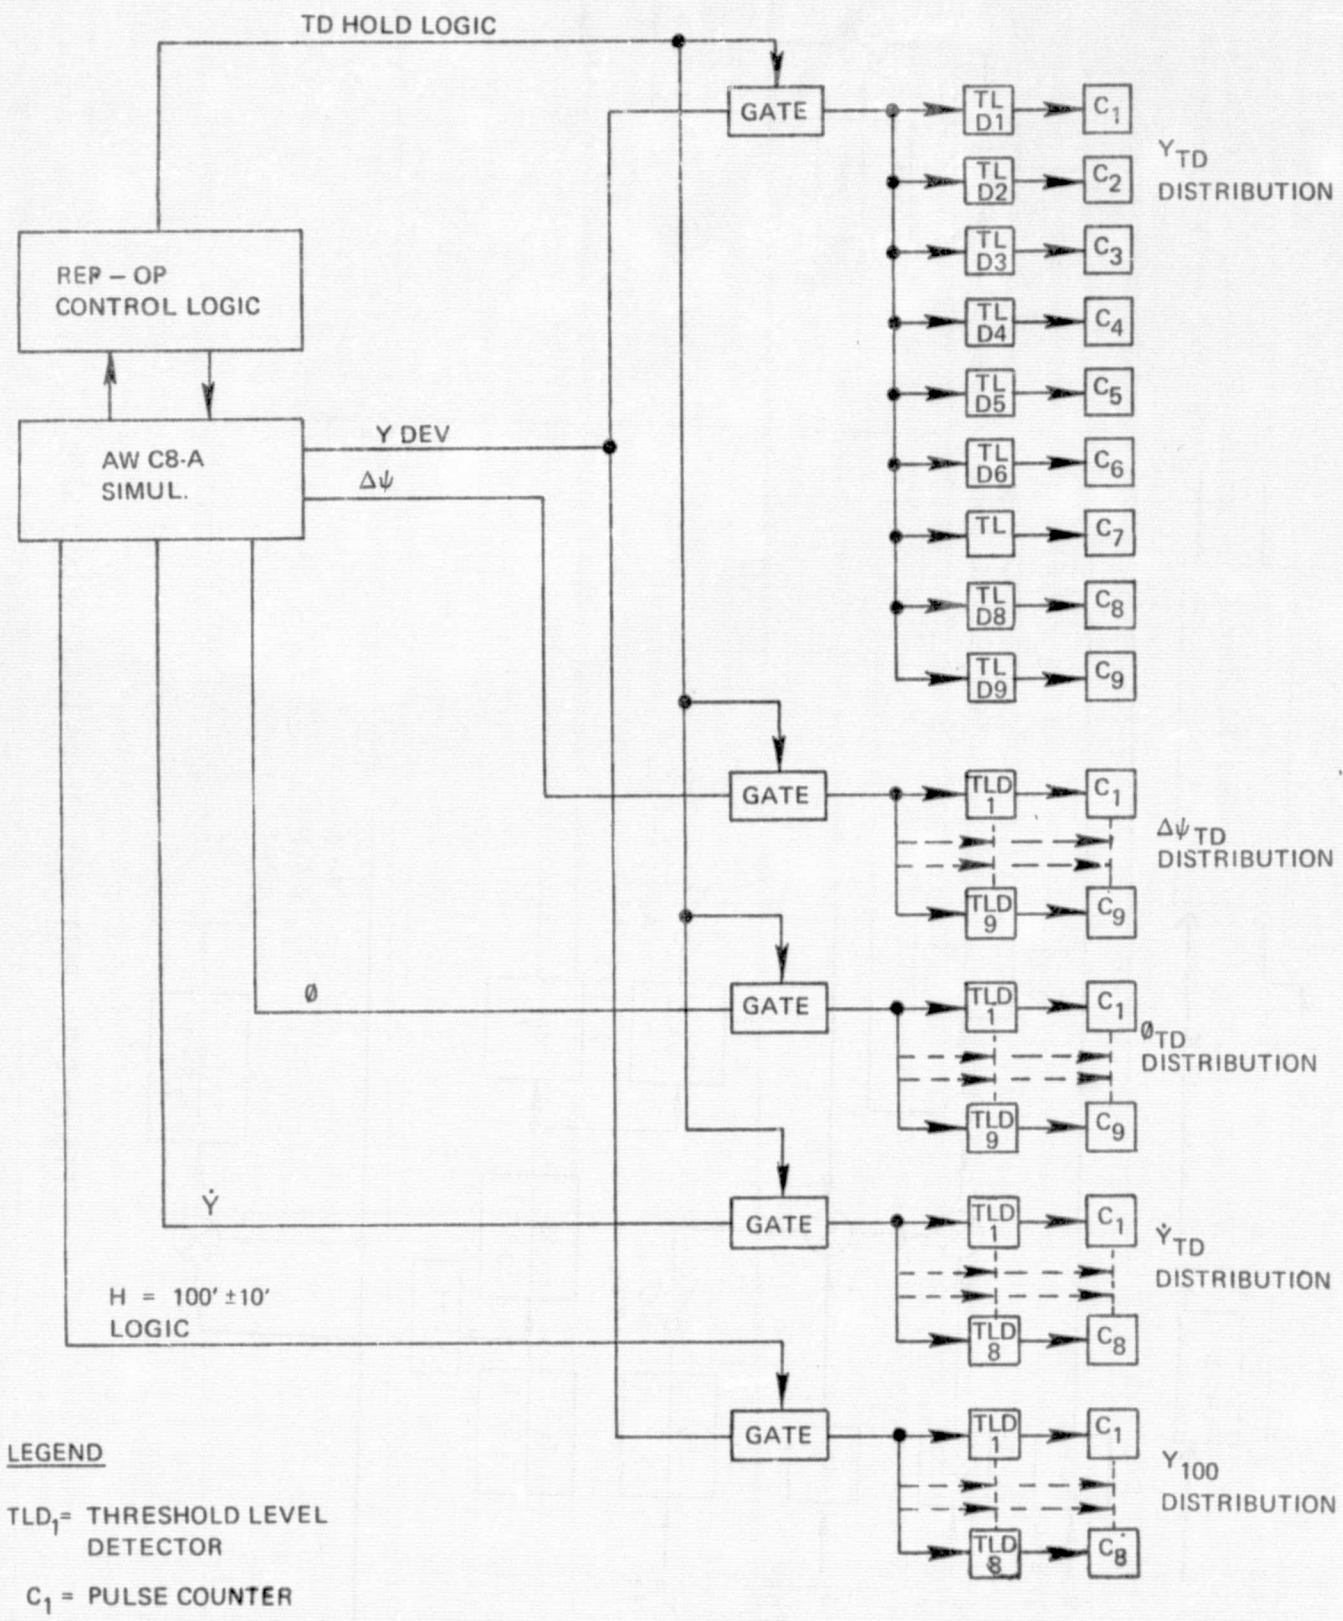 TD HOLD LOGIC
GATE
TL
D1
C1
YTD
DISTRIBUTION
TL
D2
C2
TL
D3
C3
TL
D4
C4
TL
D5
C5
TL
D6
C6
TL
C7
TL
D8
C8
TL
D9
C9
REP – OP
CONTROL LOGIC
AW C8-A
SIMUL.
Y DEV
Δψ
GATE
TLD
1
C1
ΔψTD
DISTRIBUTION
TLD
9
C9
Ø
GATE
TLD
1
C1
ØTD
DISTRIBUTION
TLD
9
C9
Ẏ
GATE
TLD
1
C1
ẎTD
DISTRIBUTION
TLD
8
C8
H = 100' ±10'
LOGIC
GATE
TLD
1
C1
Y100
DISTRIBUTION
TLD
8
C8
LEGEND
TLD1= THRESHOLD LEVEL
DETECTOR
C1 = PULSE COUNTER